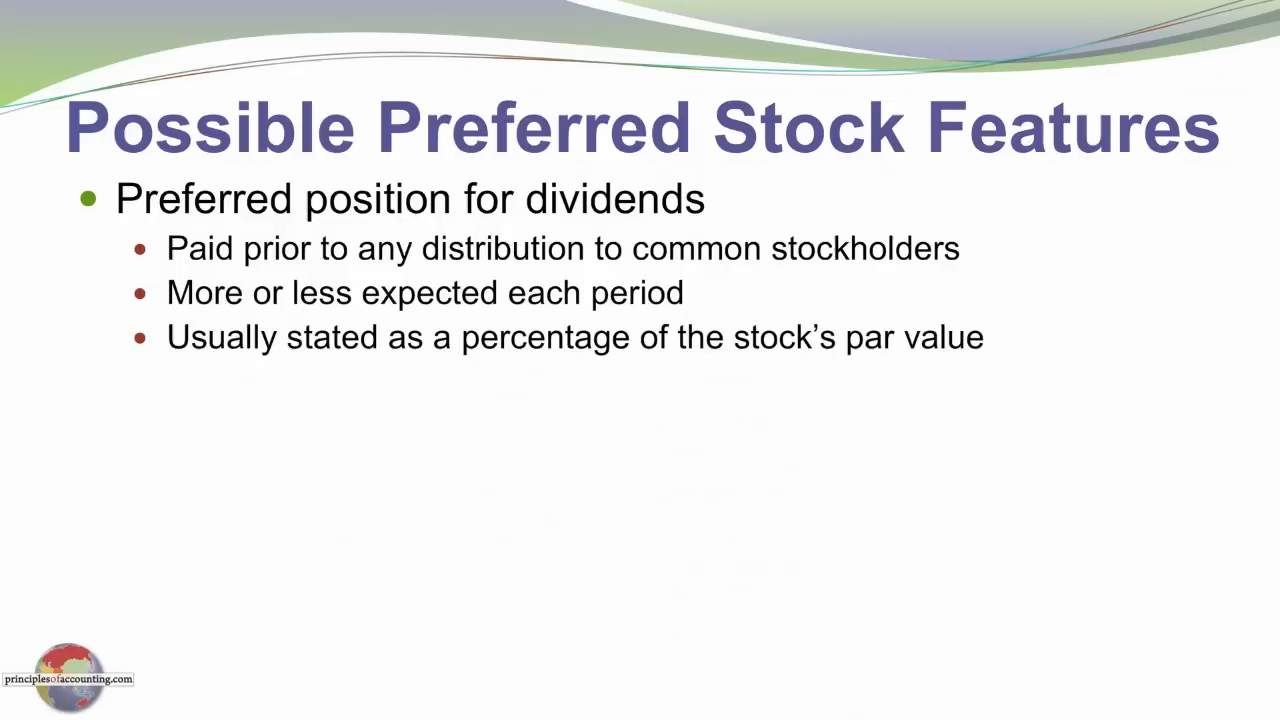 Possible Preferred Stock Features
Preferred position for dividends
Paid prior to any distribution to common stockholders
More or less expected each period
Usually stated as a percentage of the stock’s par value
principlesofaccounting.com